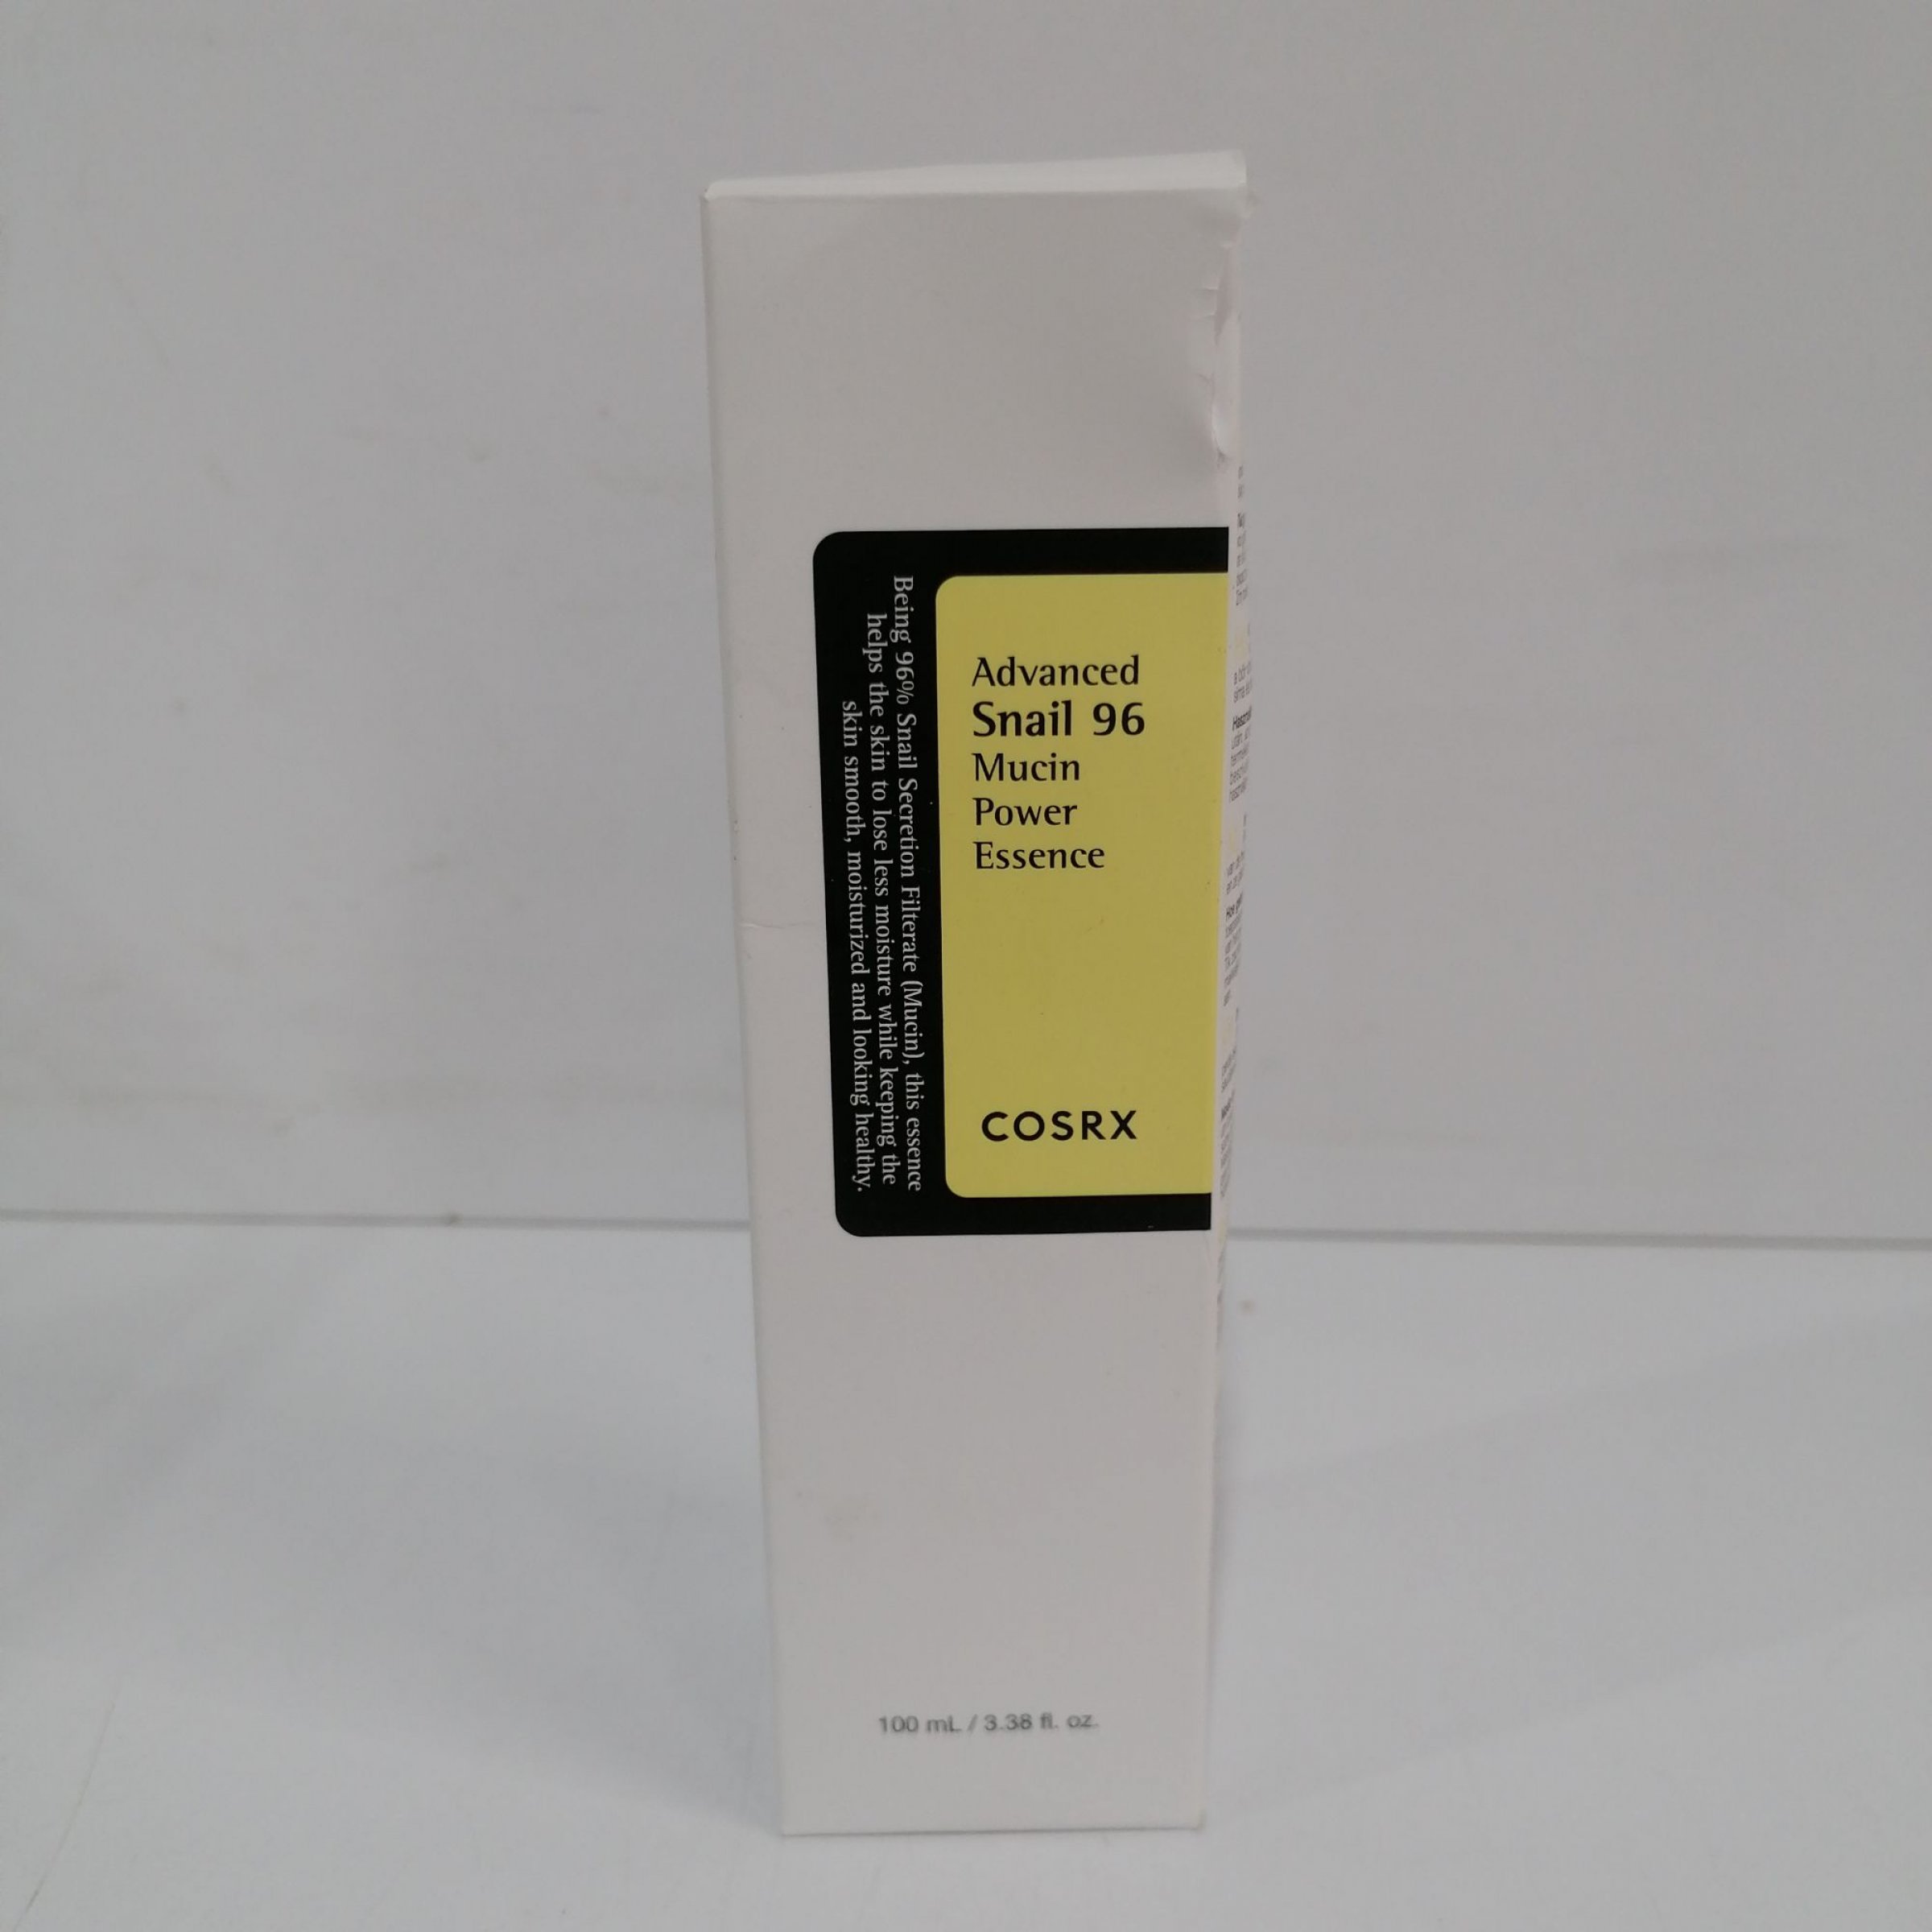 Advanced
Snail 96
Mucin
Power
Essence
COSRX
Being 96% Snail Secretion Filterate (Mucin), this essence
helps the skin to lose less moisture while keeping the
skin smooth, moisturized and looking healthy.
100 mL / 3.38 fl. oz.